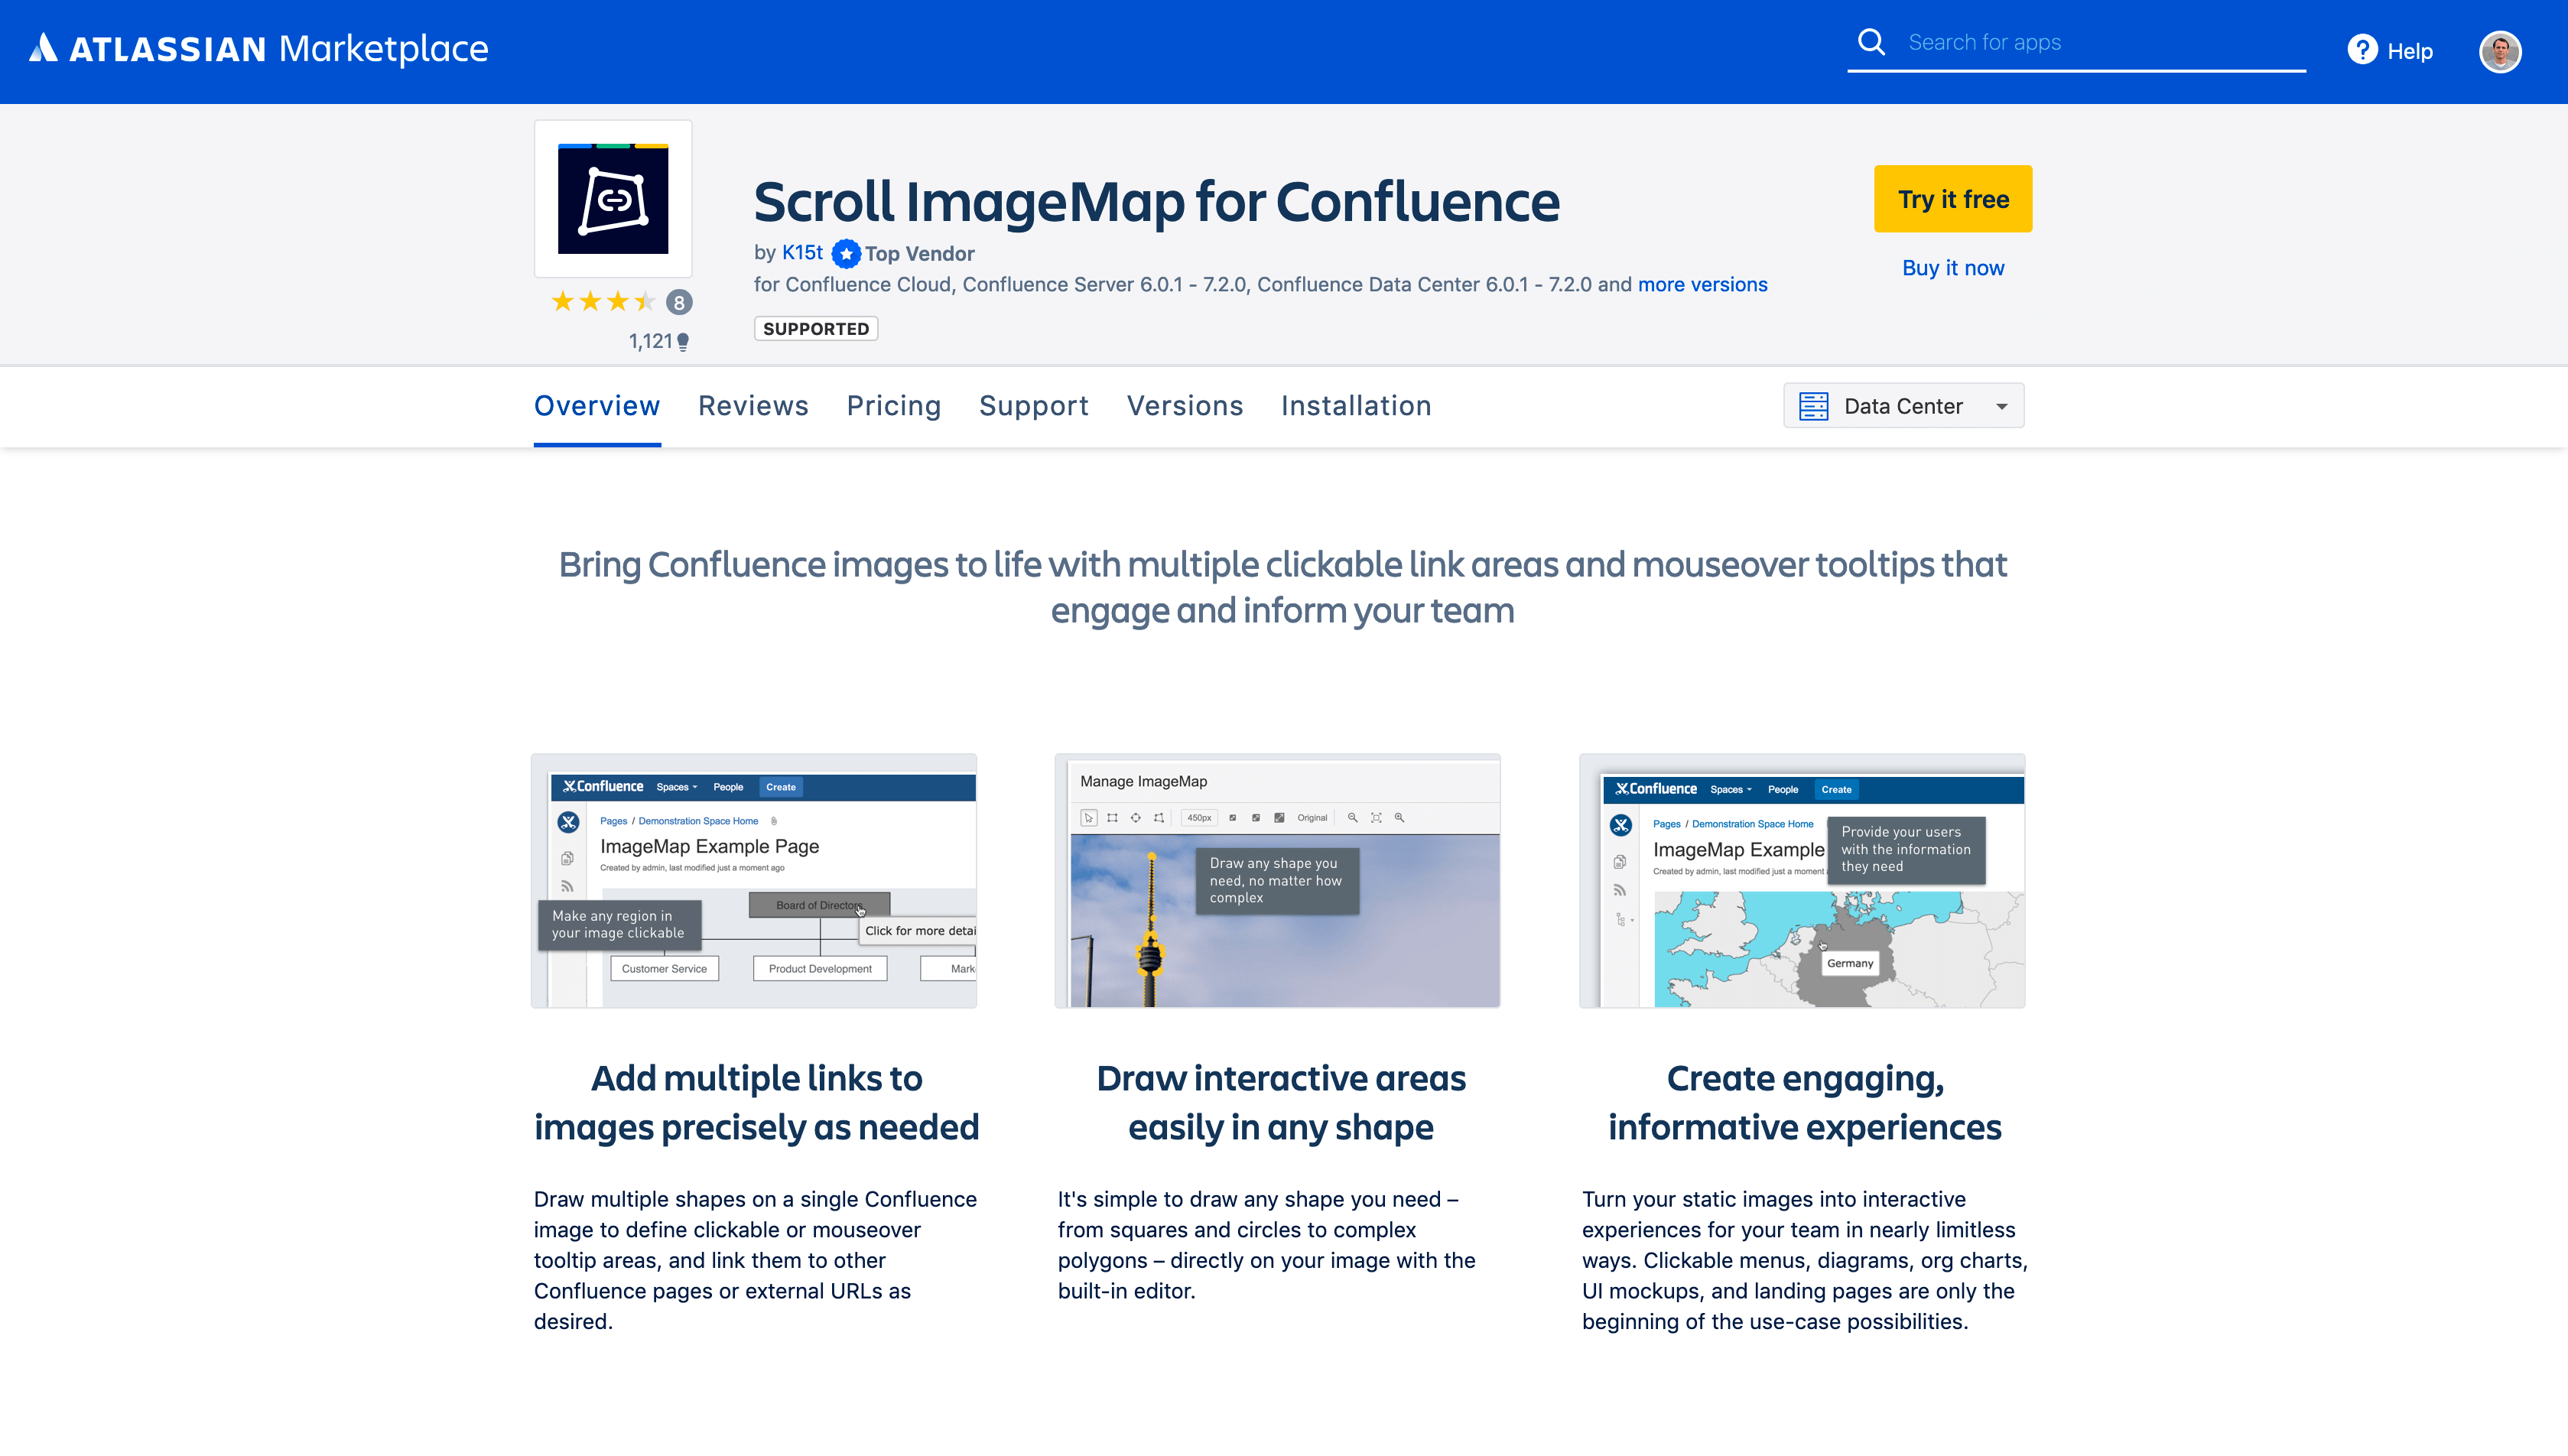 ATLASSIAN Marketplace
Search for apps
Help
Scroll ImageMap for Confluence
Try it free
by K15t Top Vendor
Buy it now
for Confluence Cloud, Confluence Server 6.0.1 - 7.2.0, Confluence Data Center 6.0.1 - 7.2.0 and more versions
8
SUPPORTED
1,121
Overview
Reviews
Pricing
Support
Versions
Installation
Data Center
Bring Confluence images to life with multiple clickable link areas and mouseover tooltips that
engage and inform your team
Confluence Spaces People Create
Pages / Demonstration Space Home
ImageMap Example Page
Created by admin, last modified just a moment ago
Board of Directors
Make any region in
your image clickable
Click for more detai
Customer Service
Product Development
Mark
Manage ImageMap
450px
Original
Draw any shape you
need, no matter how
complex
Confluence Spaces People Create
Pages / Demonstration Space Home
Provide your users
with the information
they need
ImageMap Example
Created by admin, last modified just a moment
Germany
Add multiple links to
images precisely as needed
Draw multiple shapes on a single Confluence
image to define clickable or mouseover
tooltip areas, and link them to other
Confluence pages or external URLs as
desired.
Draw interactive areas
easily in any shape
It's simple to draw any shape you need –
from squares and circles to complex
polygons – directly on your image with the
built-in editor.
Create engaging,
informative experiences
Turn your static images into interactive
experiences for your team in nearly limitless
ways. Clickable menus, diagrams, org charts,
UI mockups, and landing pages are only the
beginning of the use-case possibilities.